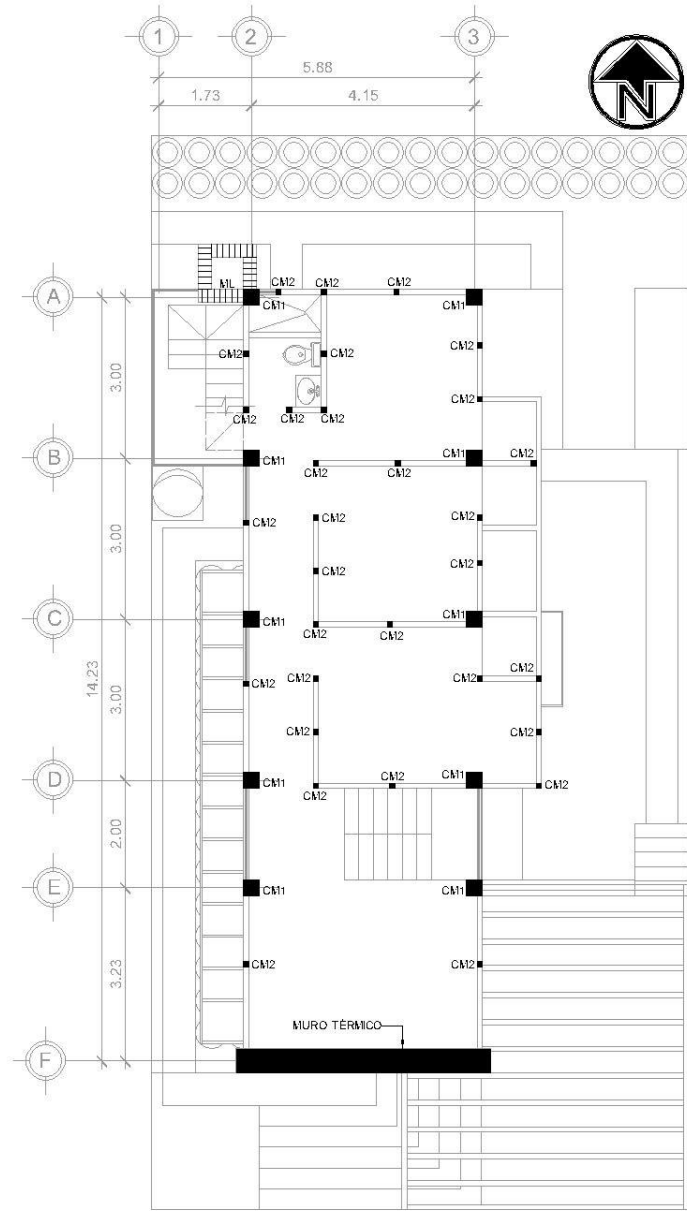 1 2 3
5.88
1.73 4.15
N
ML
CM2 CM2 CM2
A CM1 CM1
CM2 CM2 CM2
3.00
CM2
CM2 CM2 CM2
B CM1 CM1 CM2
CM2 CM2
CM2 CM2
CM2
3.00
CM2 CM2
C CM1 CM1
CM2 CM2
14.23
CM2 CM2 CM2
CM2
3.00
CM2 CM2
D CM1 CM2 CM1
CM2 CM2
2.00
E CM1 CM1
3.23
CM2 CM2
MURO TÉRMICO
F